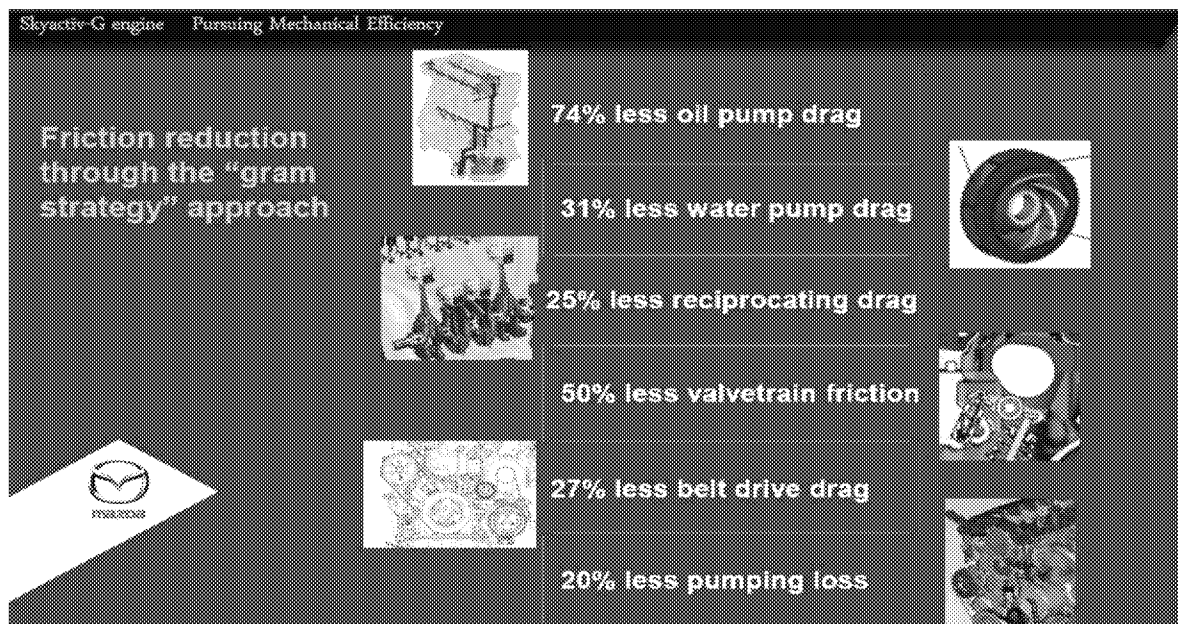 Skyactiv-G engine Pursuing Mechanical Efficiency
Friction reduction
through the “gram
strategy” approach
74% less oil pump drag
31% less water pump drag
25% less reciprocating drag
50% less valvetrain friction
27% less belt drive drag
20% less pumping loss
mazda